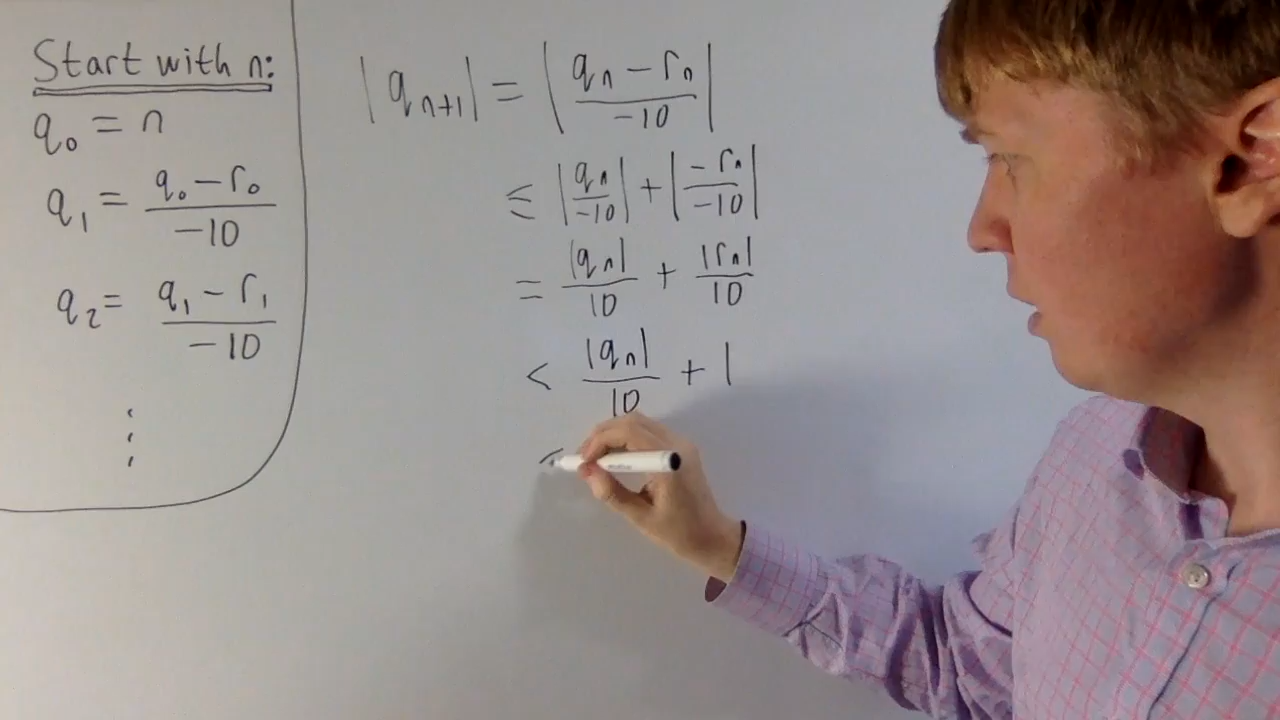 Start with n:
q₀ = n
q₁ = (q₀ − r₀)/−10
q₂ = (q₁ − r₁)/−10
⋮
|qₙ₊₁| = |(qₙ − rₙ)/−10|
≤ |qₙ/−10| + |−rₙ/−10|
= |qₙ|/10 + |rₙ|/10
< |qₙ|/10 + 1